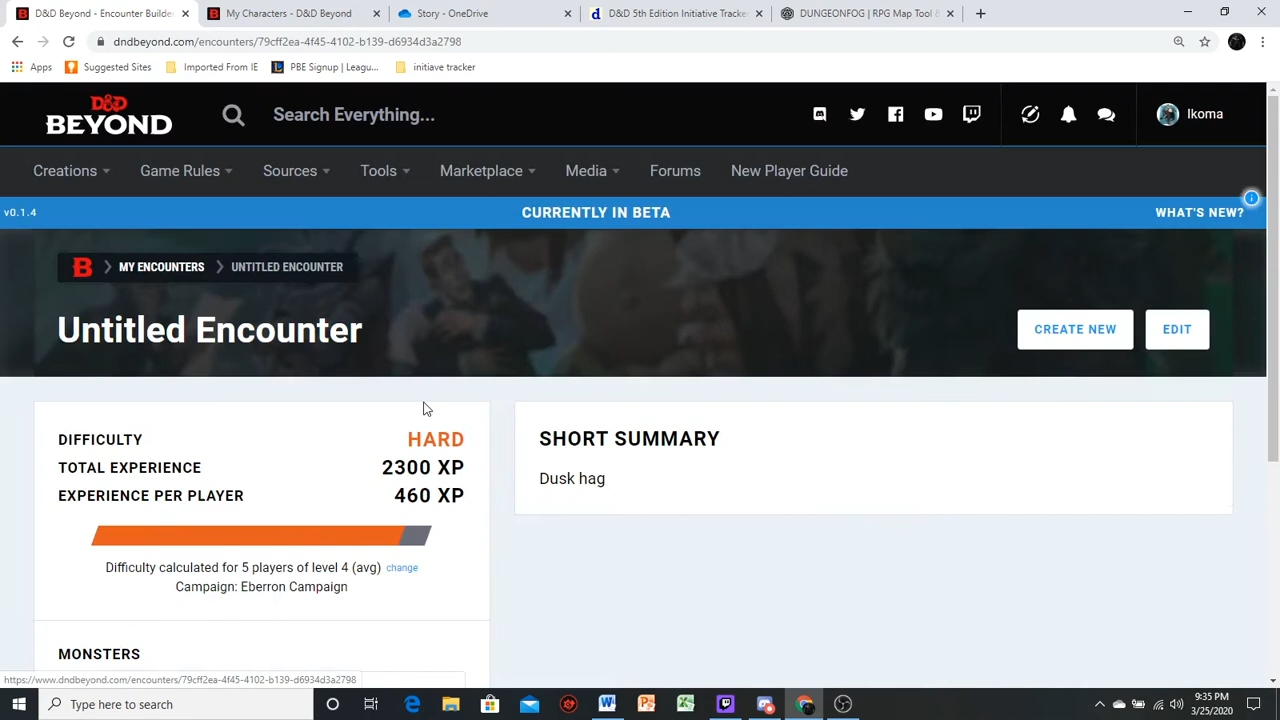 D&D Beyond - Encounter Builder
My Characters - D&D Beyond
Story - OneDrive
D&D 5th Edition Initiative Tracker
DUNGEONFOG | RPG Map Tool &
dndbeyond.com/encounters/79cff2ea-4f45-4102-b139-d6934d3a2798
Apps Suggested Sites Imported From IE PBE Signup | Leagu... initiave tracker
D&D BEYOND Search Everything... Ikoma
Creations Game Rules Sources Tools Marketplace Media Forums New Player Guide
v0.1.4 CURRENTLY IN BETA WHAT'S NEW?
MY ENCOUNTERS UNTITLED ENCOUNTER
Untitled Encounter CREATE NEW EDIT
DIFFICULTY HARD
TOTAL EXPERIENCE 2300 XP
EXPERIENCE PER PLAYER 460 XP
Difficulty calculated for 5 players of level 4 (avg) change
Campaign: Eberron Campaign
MONSTERS
SHORT SUMMARY
Dusk hag
https://www.dndbeyond.com/encounters/79cff2ea-4f45-4102-b139-d6934d3a2798
Type here to search
9:35 PM
3/25/2020